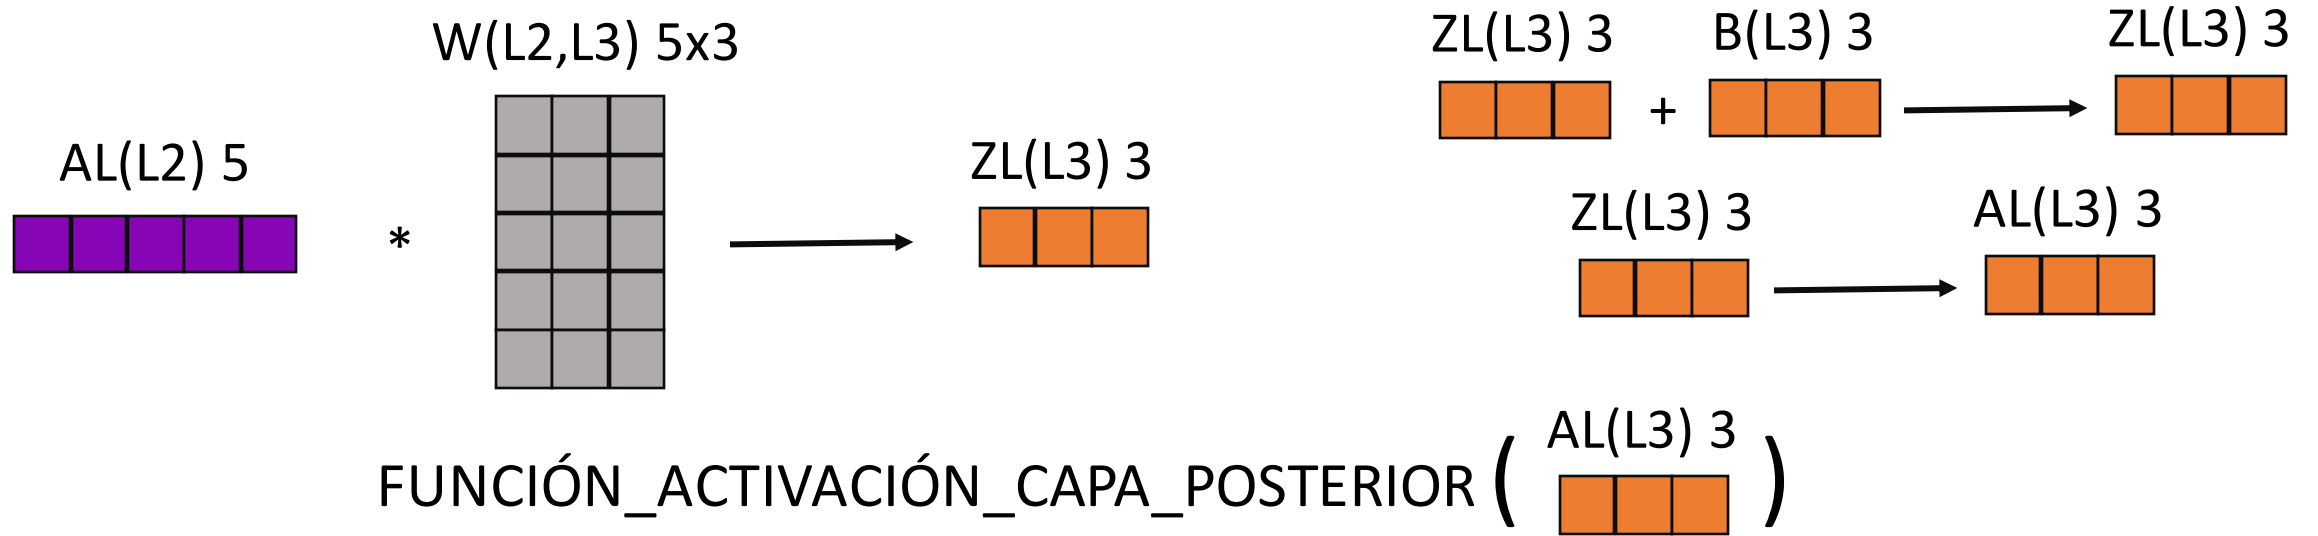 W(L2,L3) 5x3
AL(L2) 5
*
ZL(L3) 3
ZL(L3) 3
+
B(L3) 3
ZL(L3) 3
ZL(L3) 3
AL(L3) 3
FUNCIÓN_ACTIVACIÓN_CAPA_POSTERIOR (
AL(L3) 3
)